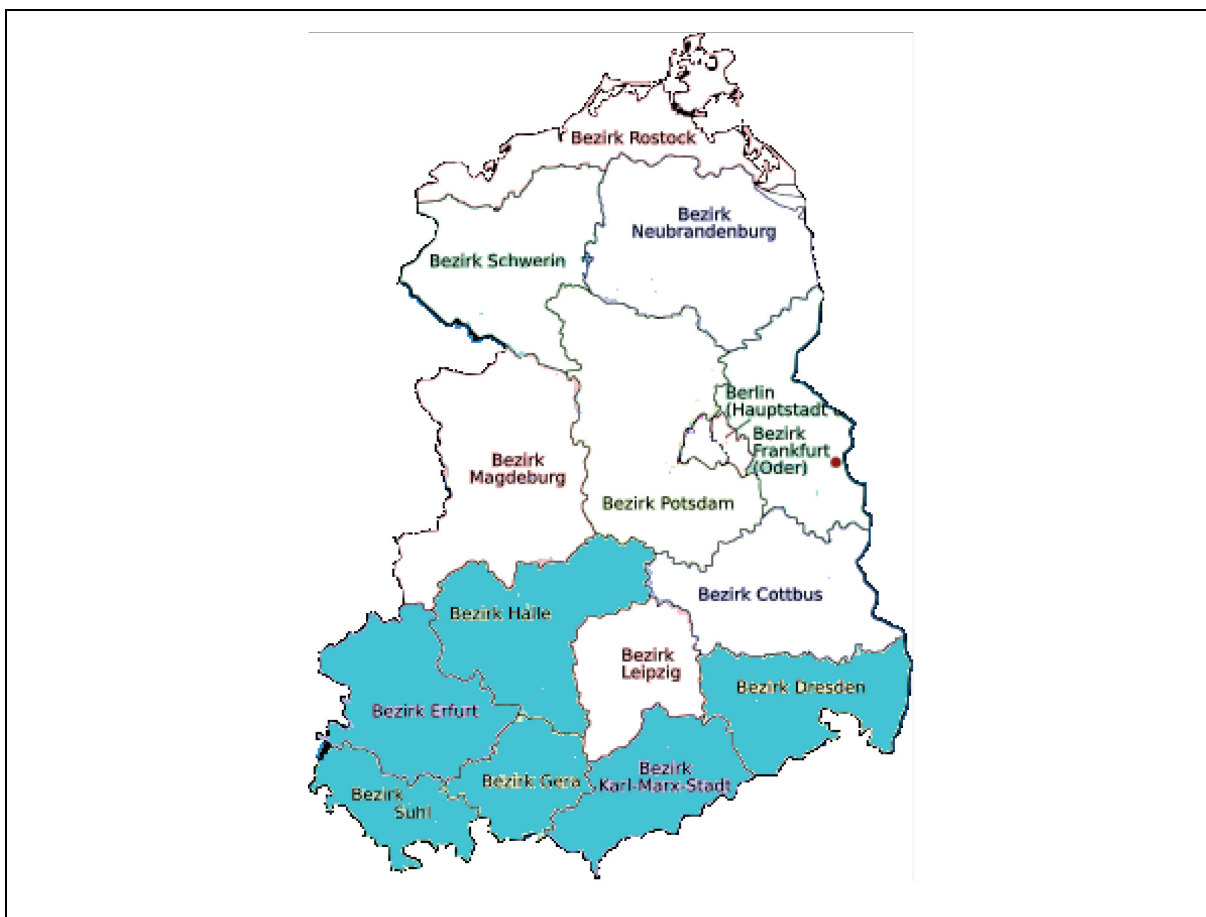 Bezirk Rostock
Bezirk
Neubrandenburg
Bezirk Schwerin
Berlin
(Hauptstadt
Bezirk
Frankfurt
(Oder)
Bezirk
Magdeburg
Bezirk Potsdam
Bezirk Cottbus
Bezirk Halle
Bezirk
Leipzig
Bezirk Dresden
Bezirk Erfurt
Bezirk Gera
Bezirk
Karl-Marx-Stadt
Bezirk
Suhl